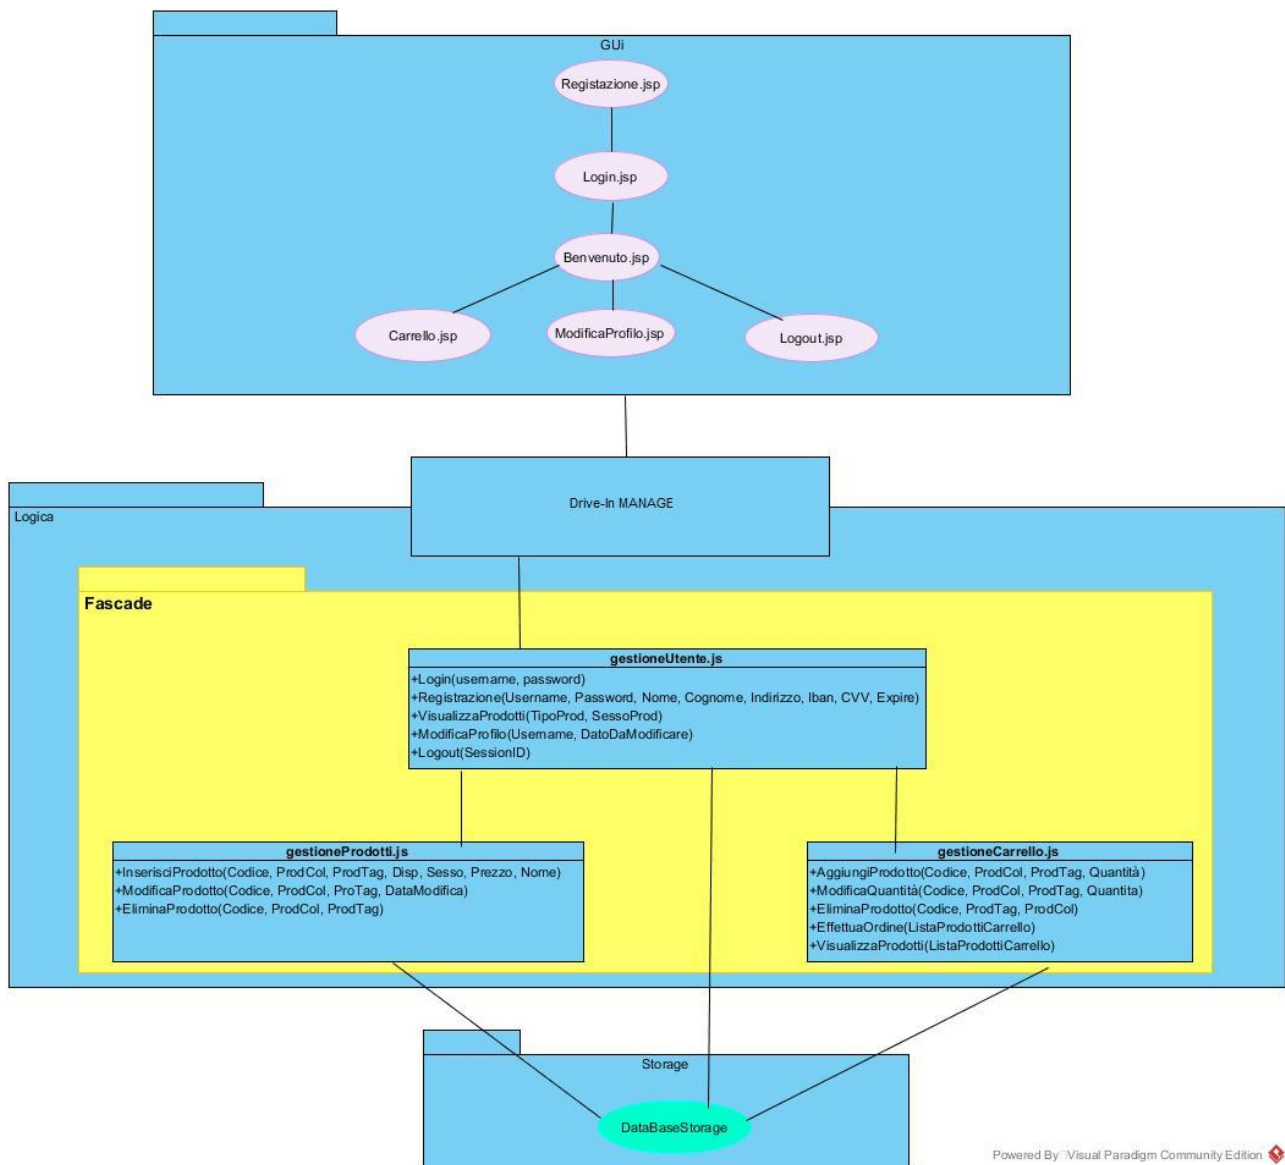 GUi
Registazione.jsp
Login.jsp
Benvenuto.jsp
Carrello.jsp
ModificaProfilo.jsp
Logout.jsp
Drive-In MANAGE
Logica
Fascade
gestioneUtente.js
+Login(username, password)
+Registrazione(Username, Password, Nome, Cognome, Indirizzo, Iban, CVV, Expire)
+VisualizzaProdotti(TipoProd, SessoProd)
+ModificaProfilo(Username, DatoDaModificare)
+Logout(SessionID)
gestioneProdotti.js
+InserisciProdotto(Codice, ProdCol, ProdTag, Disp, Sesso, Prezzo, Nome)
+ModificaProdotto(Codice, ProdCol, ProTag, DataModifica)
+EliminaProdotto(Codice, ProdCol, ProdTag)
gestioneCarrello.js
+AggiungiProdotto(Codice, ProdCol, ProdTag, Quantità)
+ModificaQuantità(Codice, ProdCol, ProdTag, Quantita)
+EliminaProdotto(Codice, ProdTag, ProdCol)
+EffettuaOrdine(ListaProdottiCarrello)
+VisualizzaProdotti(ListaProdottiCarrello)
Storage
DataBaseStorage
Powered By Visual Paradigm Community Edition